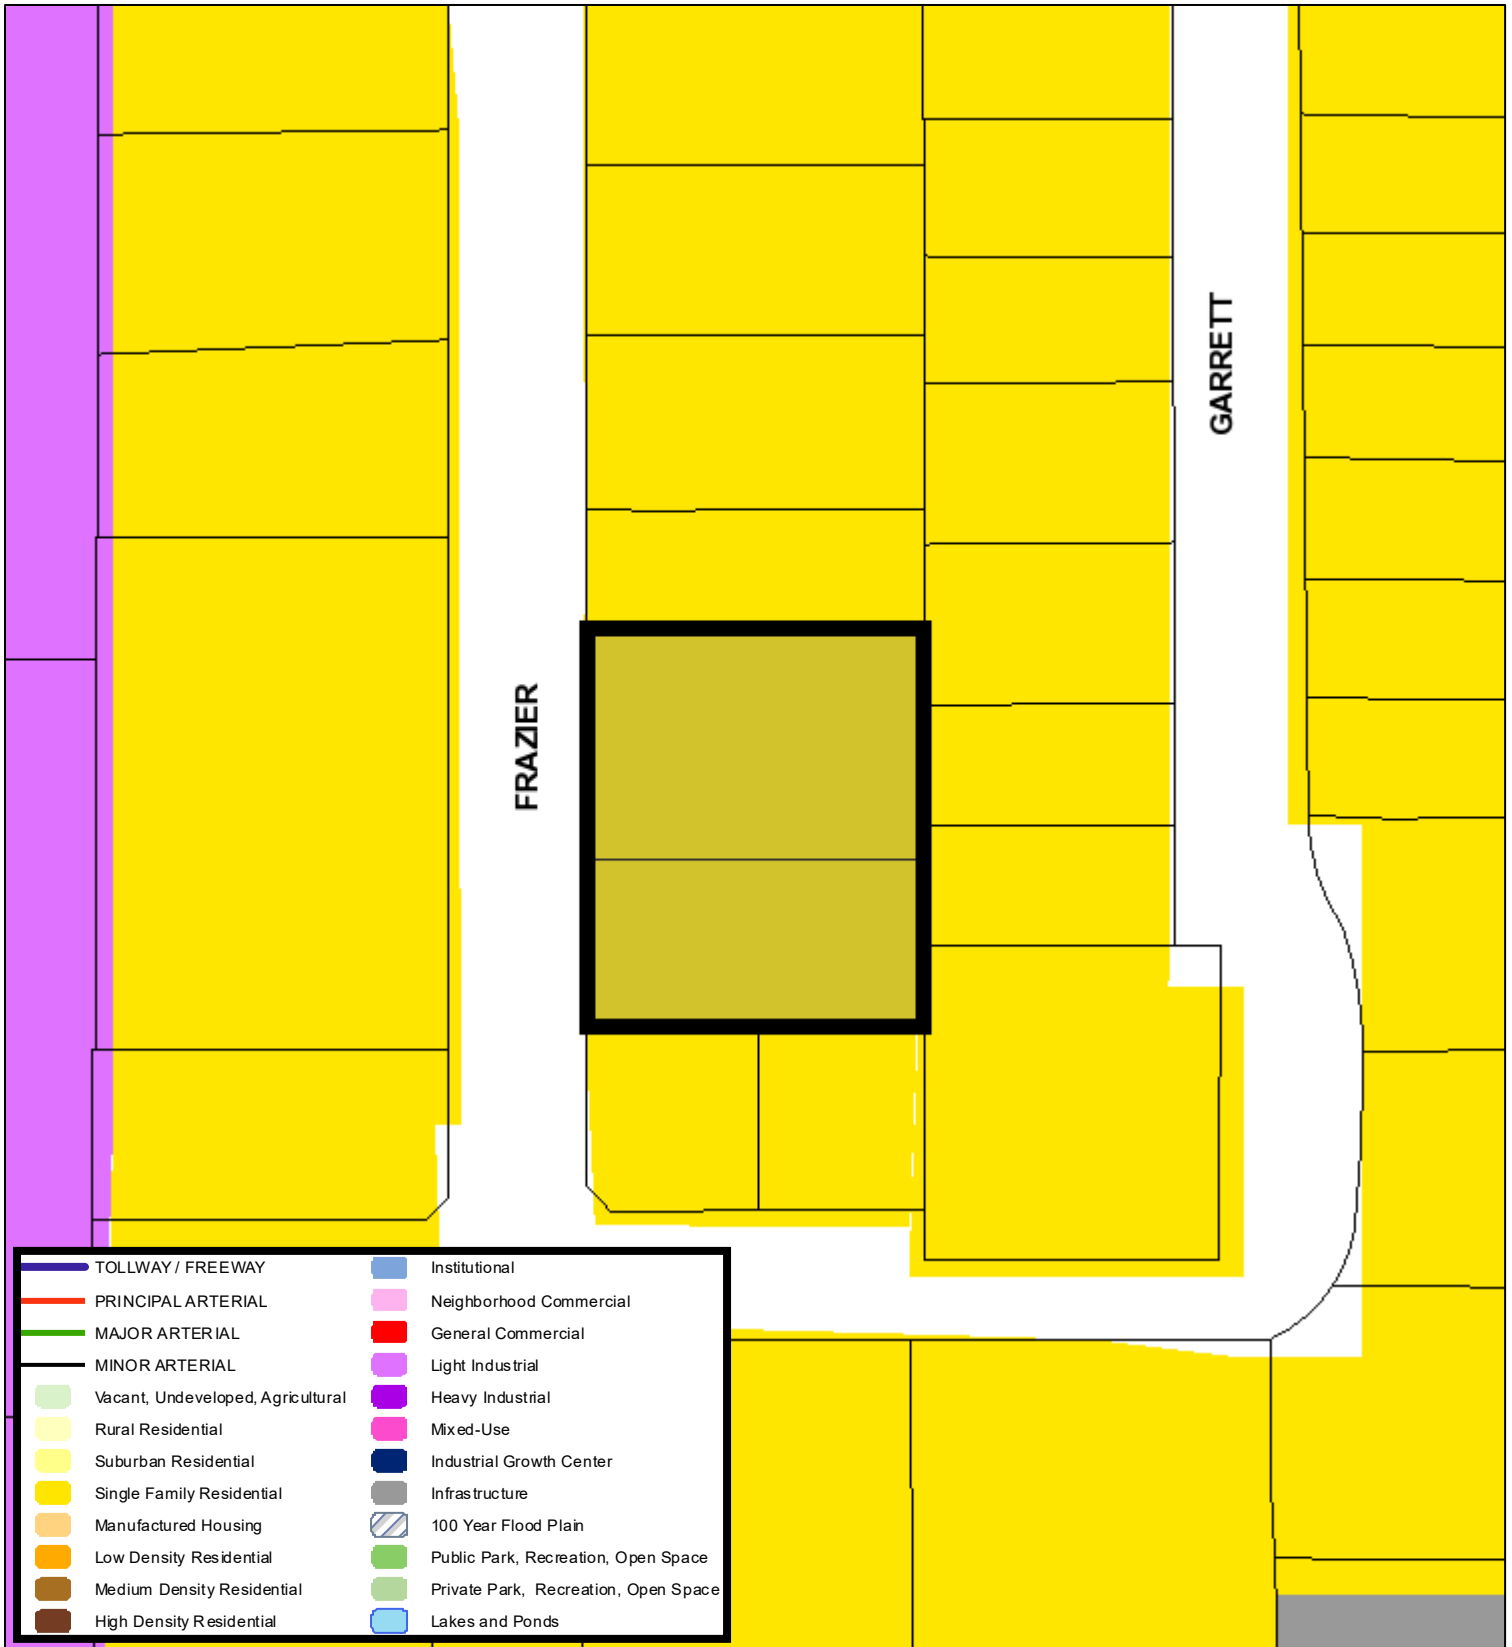 GARRETT
FRAZIER
TOLLWAY / FREEWAY
PRINCIPAL ARTERIAL
MAJOR ARTERIAL
MINOR ARTERIAL
Vacant, Undeveloped, Agricultural
Rural Residential
Suburban Residential
Single Family Residential
Manufactured Housing
Low Density Residential
Medium Density Residential
High Density Residential
Institutional
Neighborhood Commercial
General Commercial
Light Industrial
Heavy Industrial
Mixed-Use
Industrial Growth Center
Infrastructure
100 Year Flood Plain
Public Park, Recreation, Open Space
Private Park, Recreation, Open Space
Lakes and Ponds